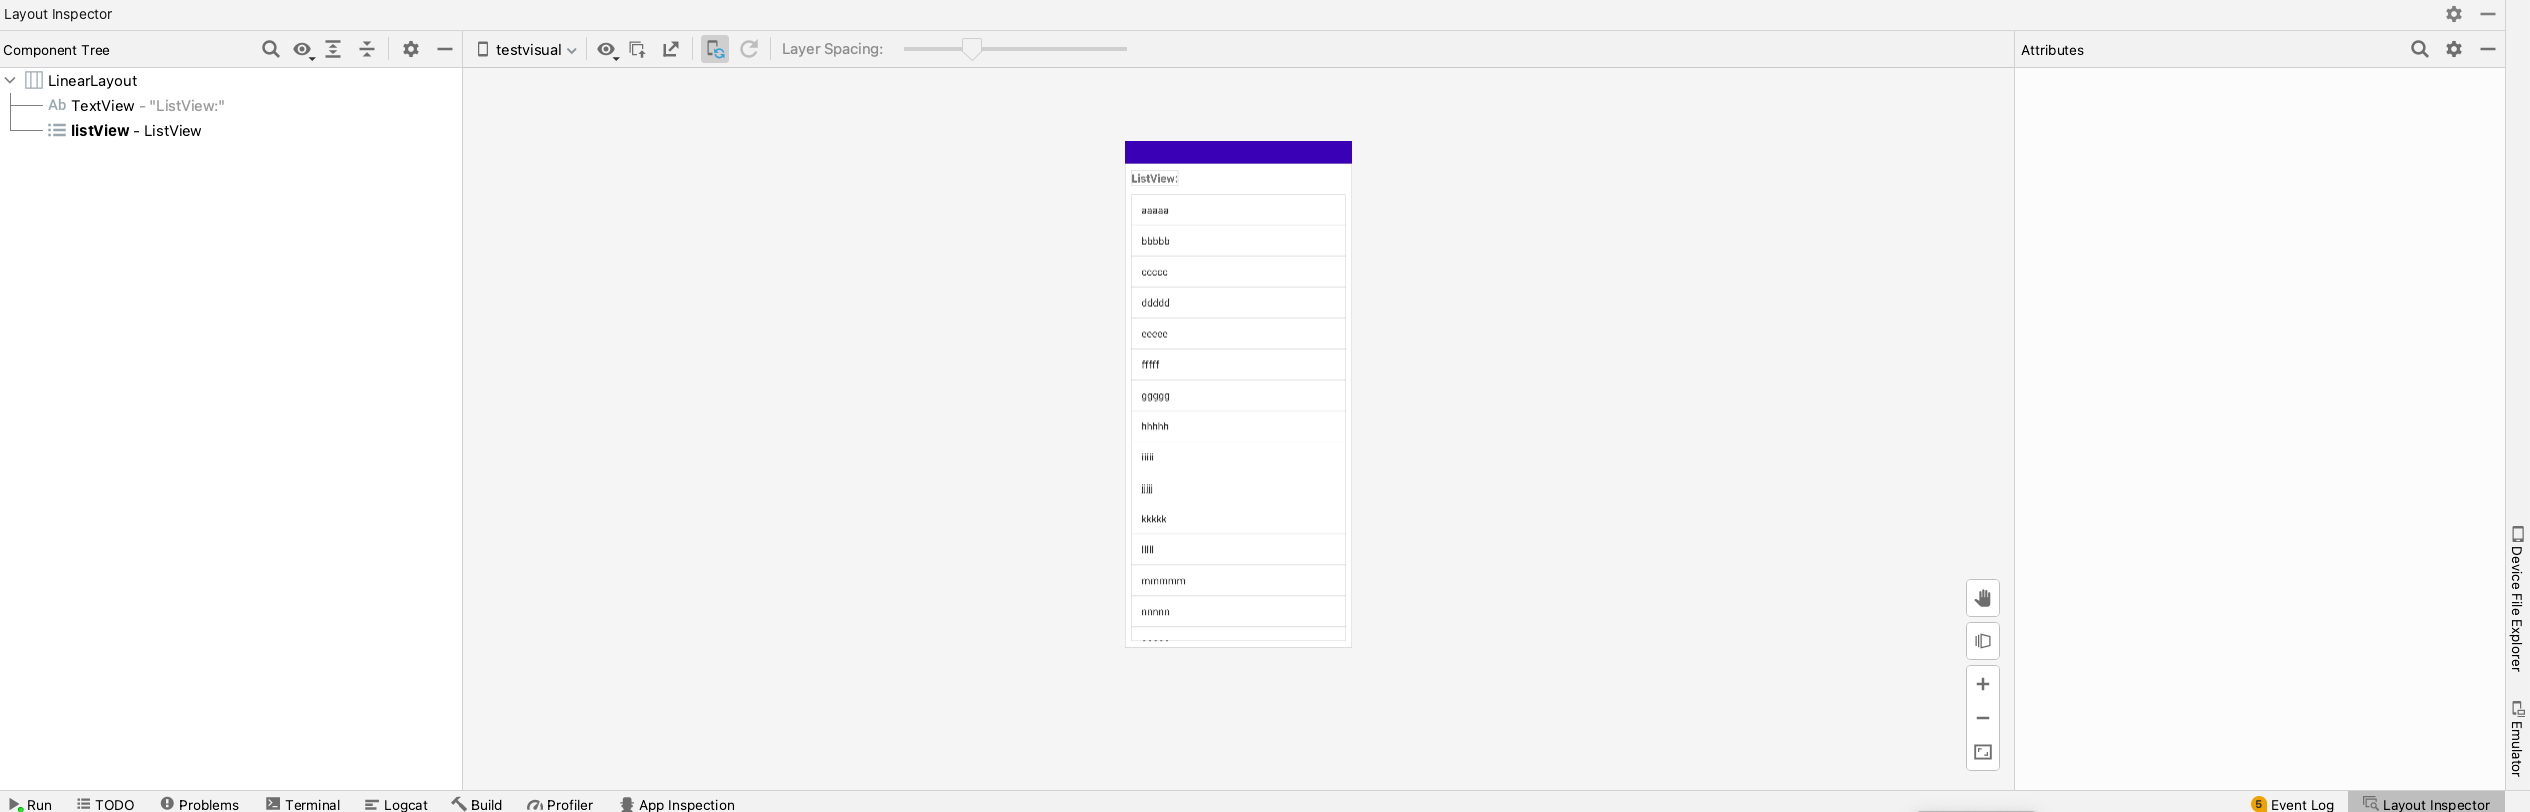 Layout Inspector
Component Tree
testvisual
Layer Spacing:
Attributes
LinearLayout
Ab TextView - "ListView:"
listView - ListView
ListView:
aaaaa
bbbbb
ccccc
ddddd
eeeee
fffff
ggggg
hhhhh
iiiii
jjjjj
kkkkk
lllll
mmmmm
nnnnn
Device File Explorer
Emulator
Run TODO Problems Terminal Logcat Build Profiler App Inspection 5 Event Log Layout Inspector